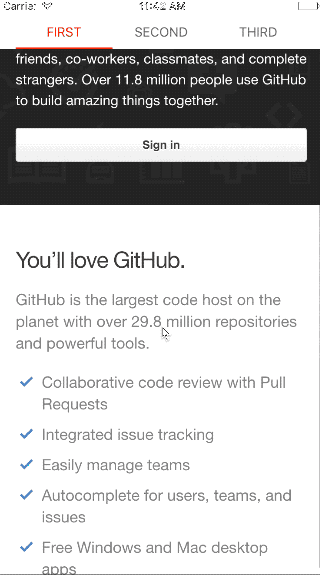 Carrier 10:42 AM
FIRST SECOND THIRD
friends, co-workers, classmates, and complete
strangers. Over 11.8 million people use GitHub
to build amazing things together.
Sign in
You'll love GitHub.
GitHub is the largest code host on the
planet with over 29.8 million repositories
and powerful tools.
Collaborative code review with Pull
Requests
Integrated issue tracking
Easily manage teams
Autocomplete for users, teams, and
issues
Free Windows and Mac desktop
apps